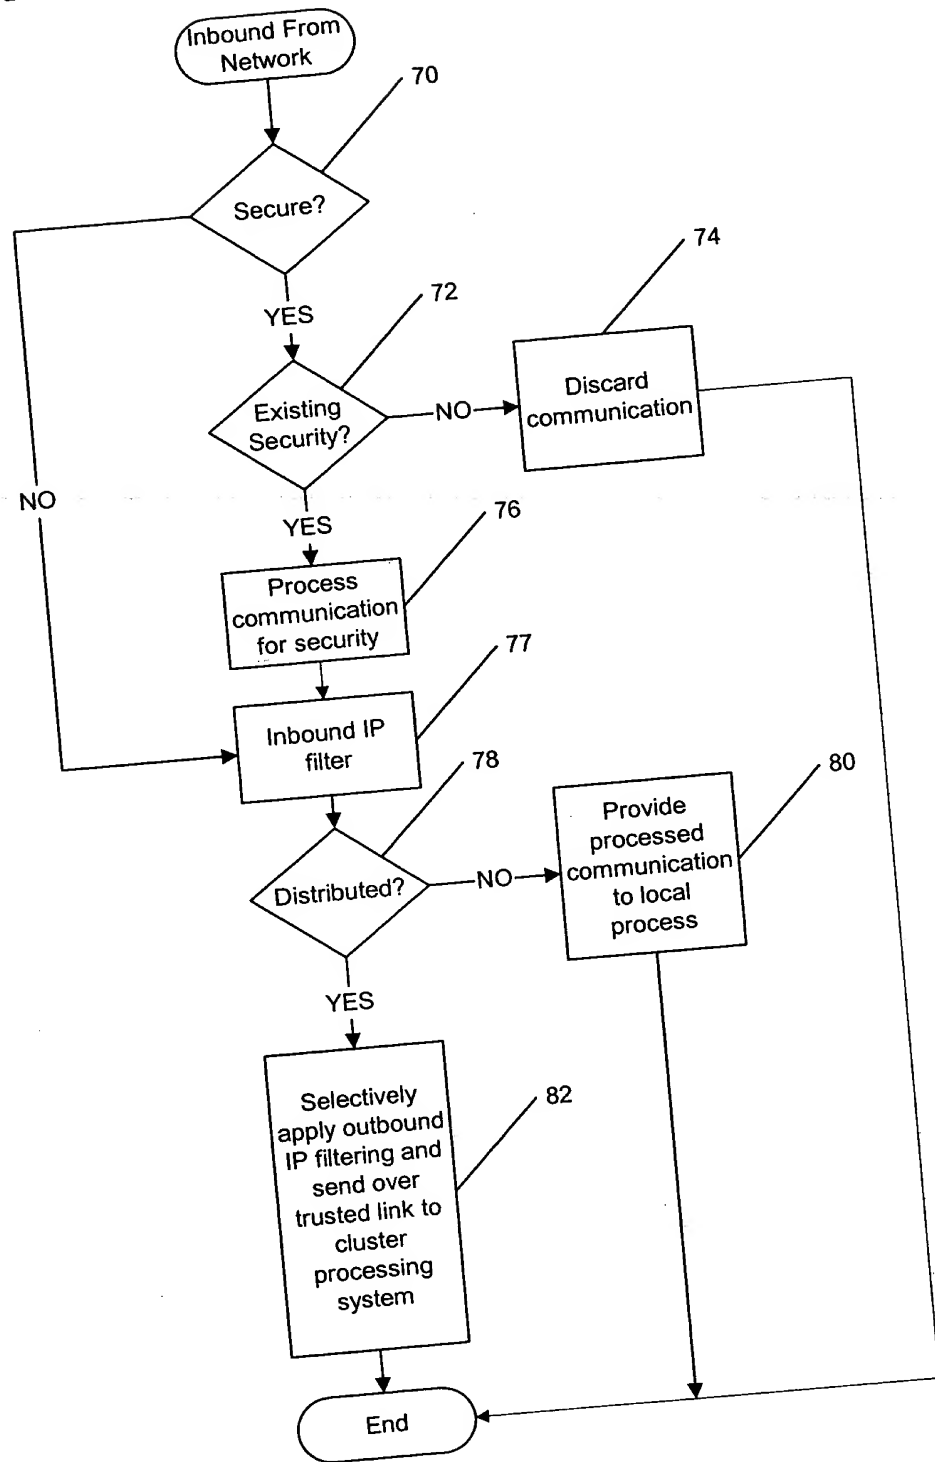 Inbound From
Network
70
Secure?
YES
72
74
Existing
Security?
NO
Discard
communication
NO
YES
76
Process
communication
for security
77
Inbound IP
filter
78
80
Distributed?
NO
Provide
processed
communication
to local
process
YES
82
Selectively
apply outbound
IP filtering and
send over
trusted link to
cluster
processing
system
End